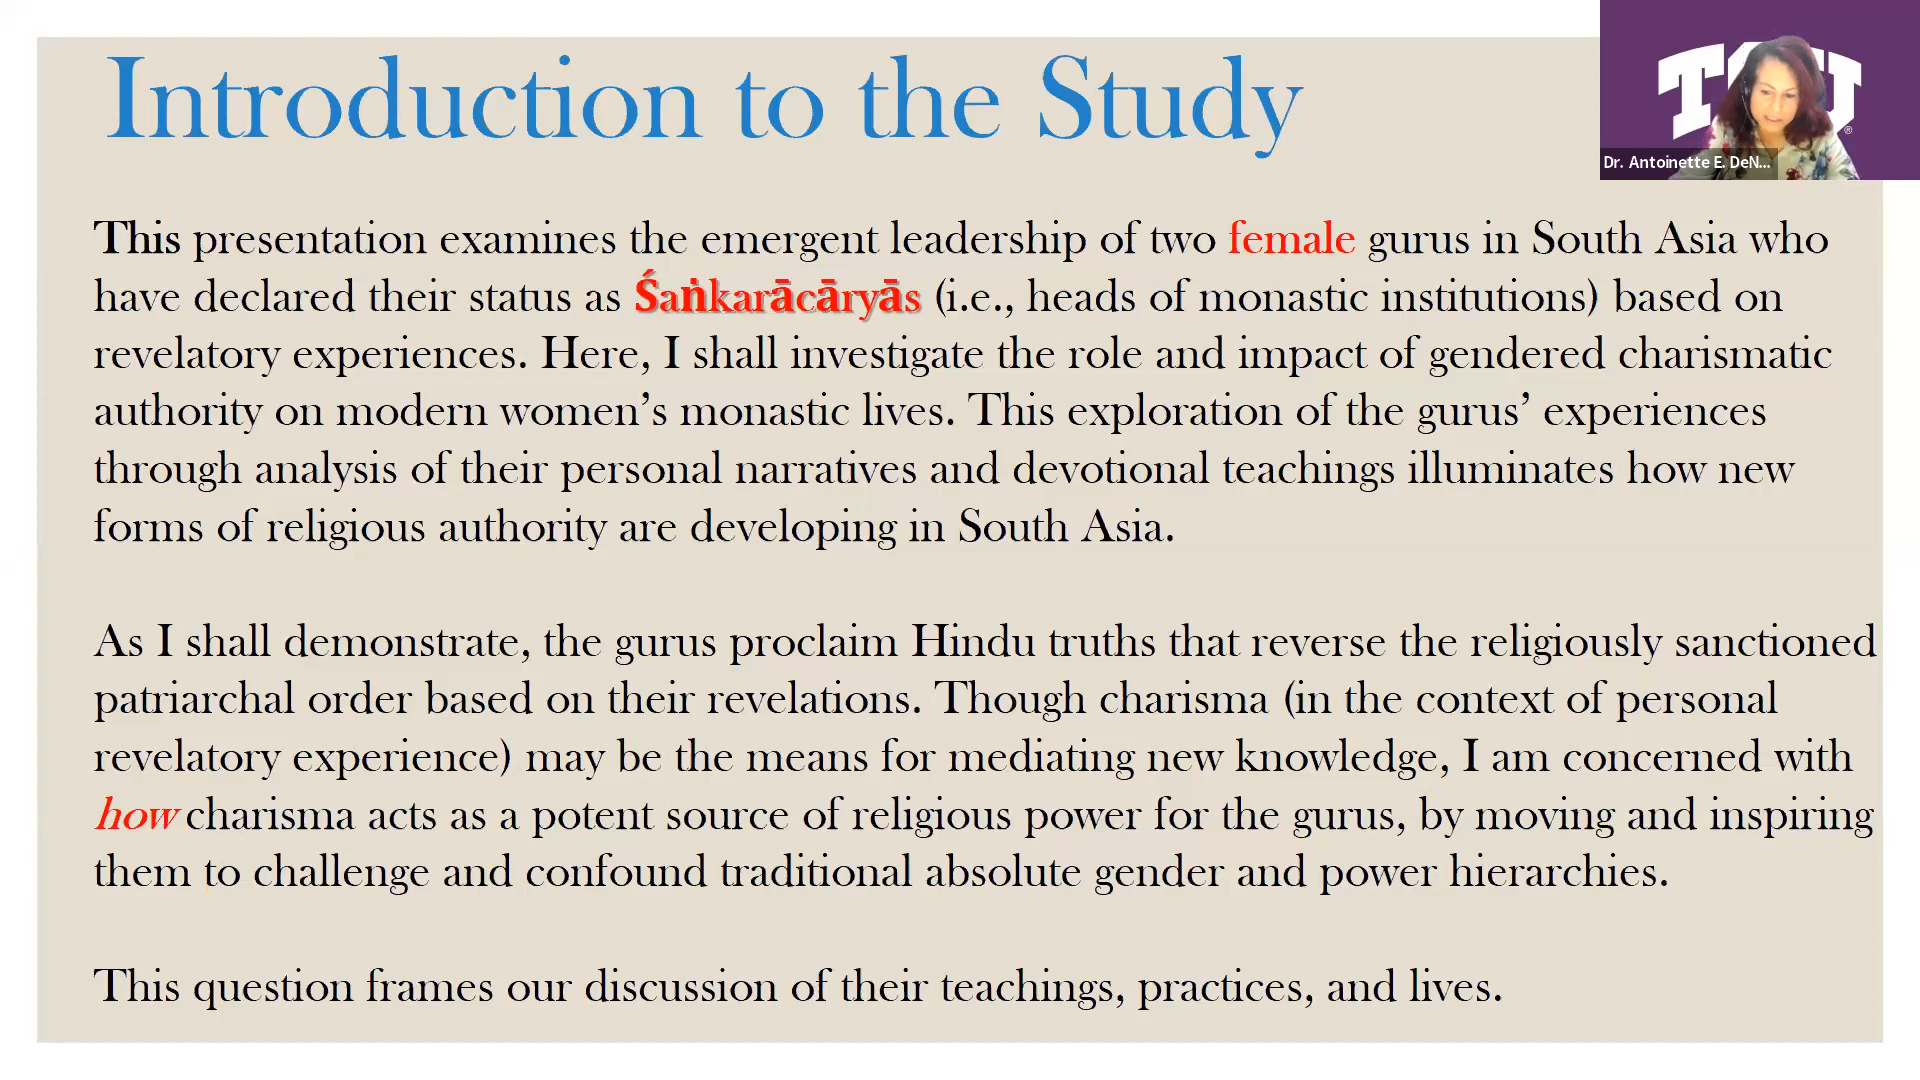 Introduction to the Study
TCU
®
Dr. Antoinette E. DeN...
This presentation examines the emergent leadership of two female gurus in South Asia who
have declared their status as Śaṅkarācāryās (i.e., heads of monastic institutions) based on
revelatory experiences. Here, I shall investigate the role and impact of gendered charismatic
authority on modern women’s monastic lives. This exploration of the gurus’ experiences
through analysis of their personal narratives and devotional teachings illuminates how new
forms of religious authority are developing in South Asia.
As I shall demonstrate, the gurus proclaim Hindu truths that reverse the religiously sanctioned
patriarchal order based on their revelations. Though charisma (in the context of personal
revelatory experience) may be the means for mediating new knowledge, I am concerned with
how charisma acts as a potent source of religious power for the gurus, by moving and inspiring
them to challenge and confound traditional absolute gender and power hierarchies.
This question frames our discussion of their teachings, practices, and lives.